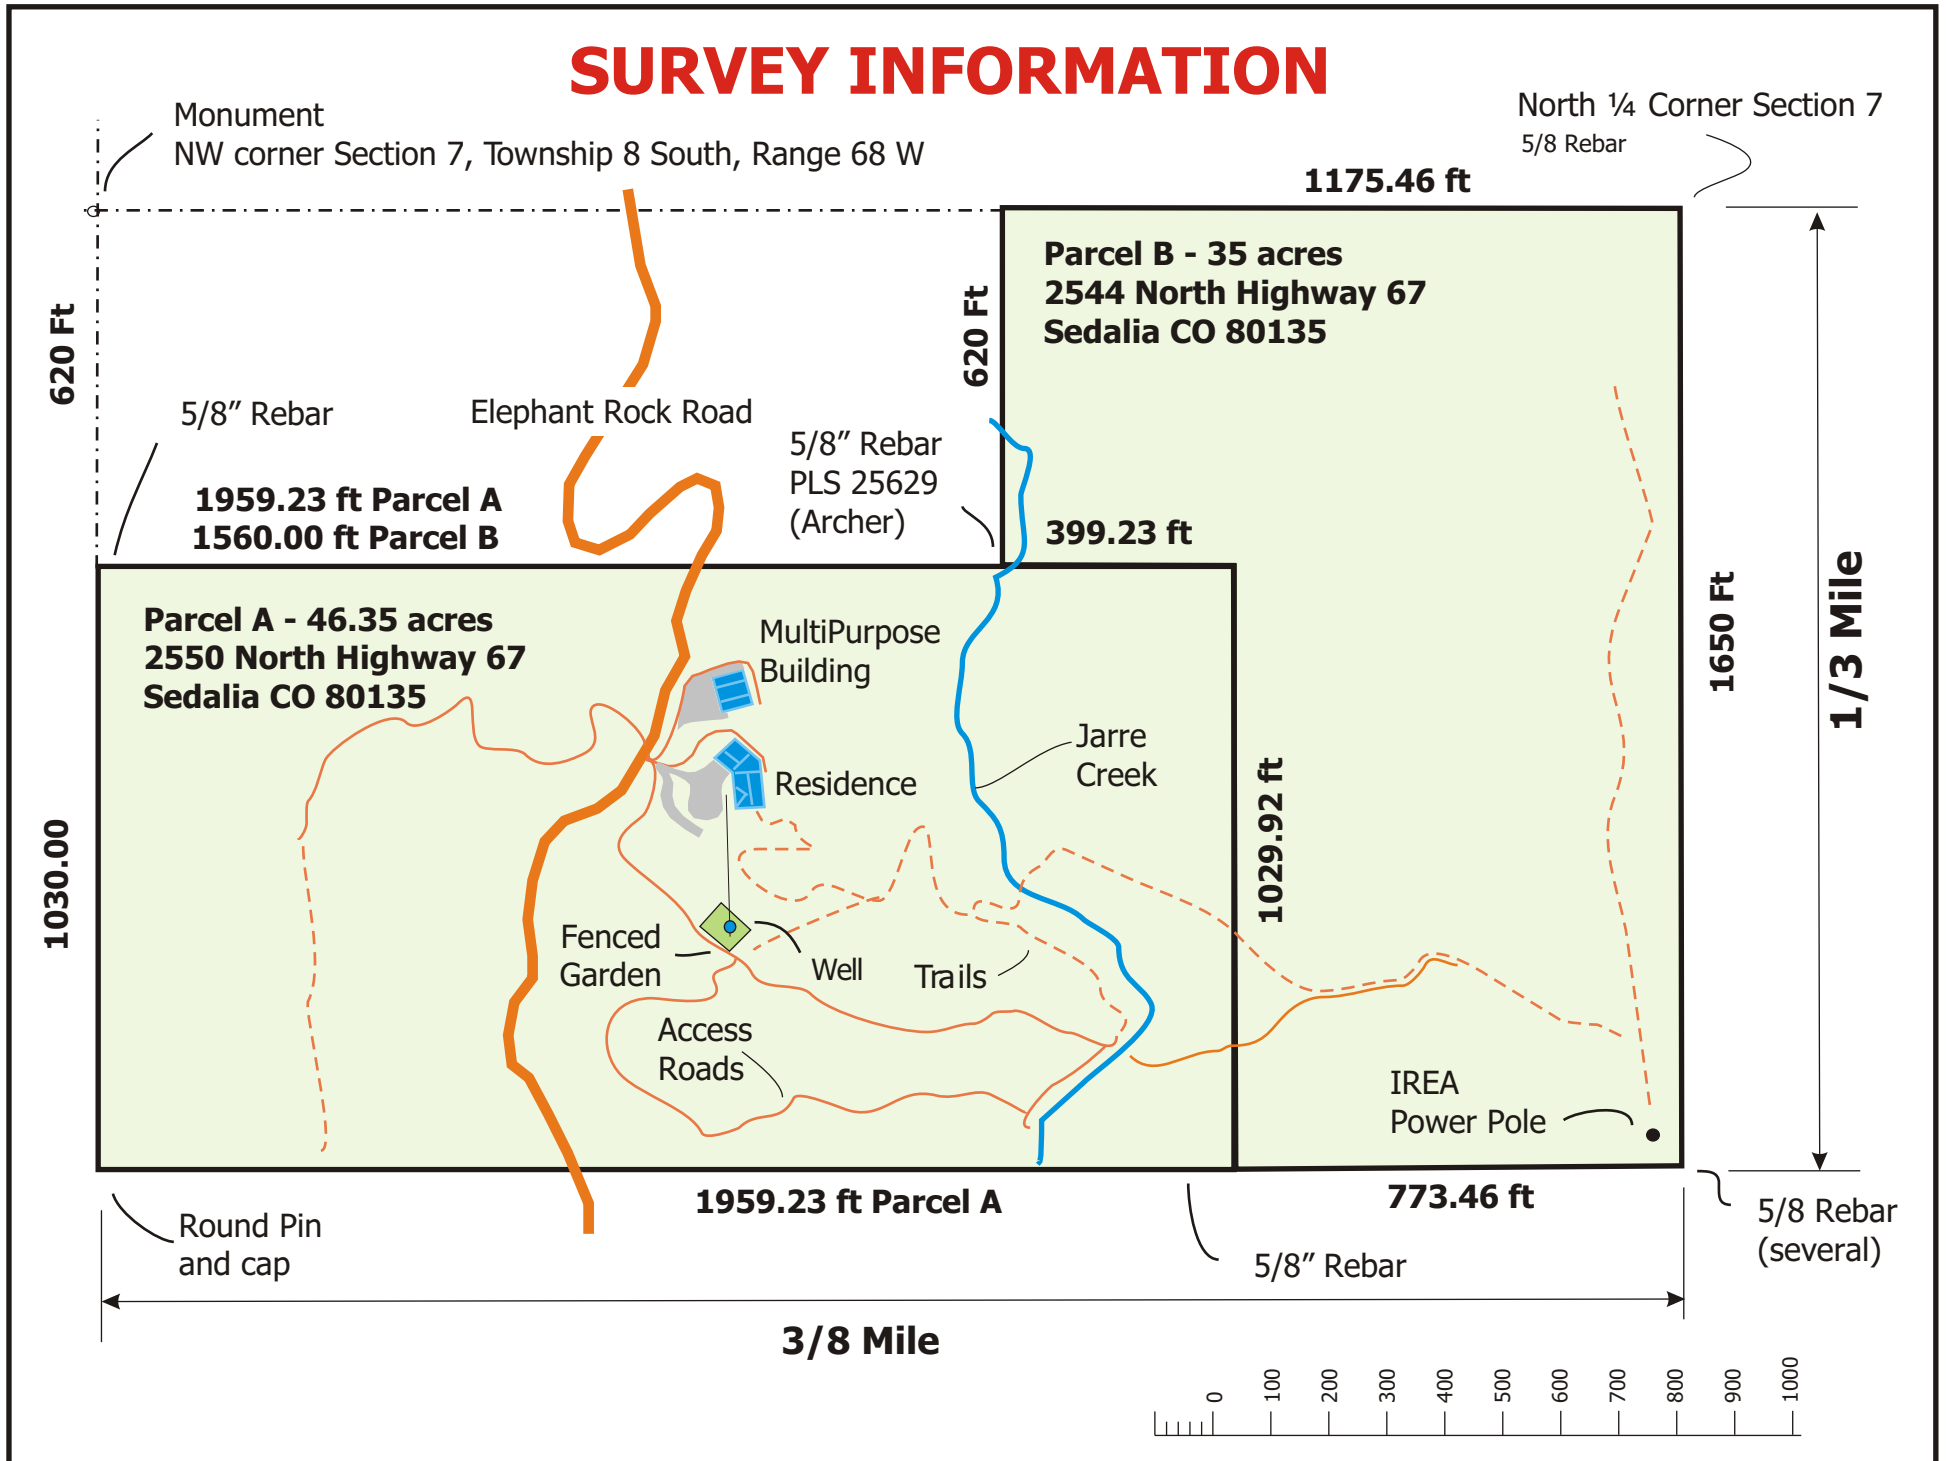 SURVEY INFORMATION
Monument
NW corner Section 7, Township 8 South, Range 68 W
North ¼ Corner Section 7
5/8 Rebar
1175.46 ft
Parcel B - 35 acres
2544 North Highway 67
Sedalia CO 80135
620 Ft
620 Ft
5/8” Rebar
Elephant Rock Road
5/8” Rebar
PLS 25629
(Archer)
1959.23 ft Parcel A
1560.00 ft Parcel B
399.23 ft
1650 Ft
1/3 Mile
Parcel A - 46.35 acres
2550 North Highway 67
Sedalia CO 80135
MultiPurpose
Building
Jarre
Creek
Residence
1030.00
1029.92 ft
Fenced
Garden
Well
Trails
Access
Roads
IREA
Power Pole
1959.23 ft Parcel A
773.46 ft
Round Pin
and cap
5/8” Rebar
5/8 Rebar
(several)
3/8 Mile
0 100 200 300 400 500 600 700 800 900 1000